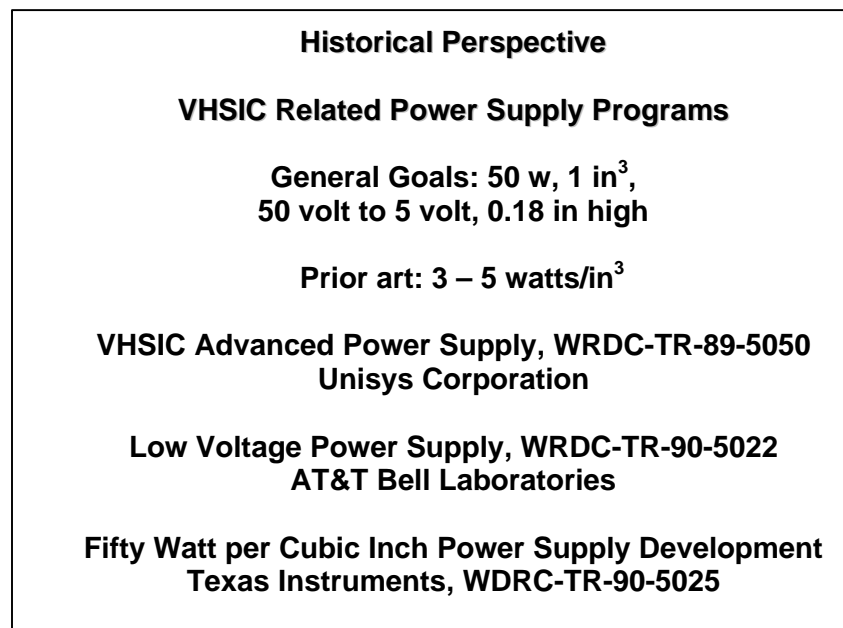 Historical Perspective
VHSIC Related Power Supply Programs
General Goals: 50 w, 1 in³,
50 volt to 5 volt, 0.18 in high
Prior art: 3 – 5 watts/in³
VHSIC Advanced Power Supply, WRDC-TR-89-5050
Unisys Corporation
Low Voltage Power Supply, WRDC-TR-90-5022
AT&T Bell Laboratories
Fifty Watt per Cubic Inch Power Supply Development
Texas Instruments, WDRC-TR-90-5025